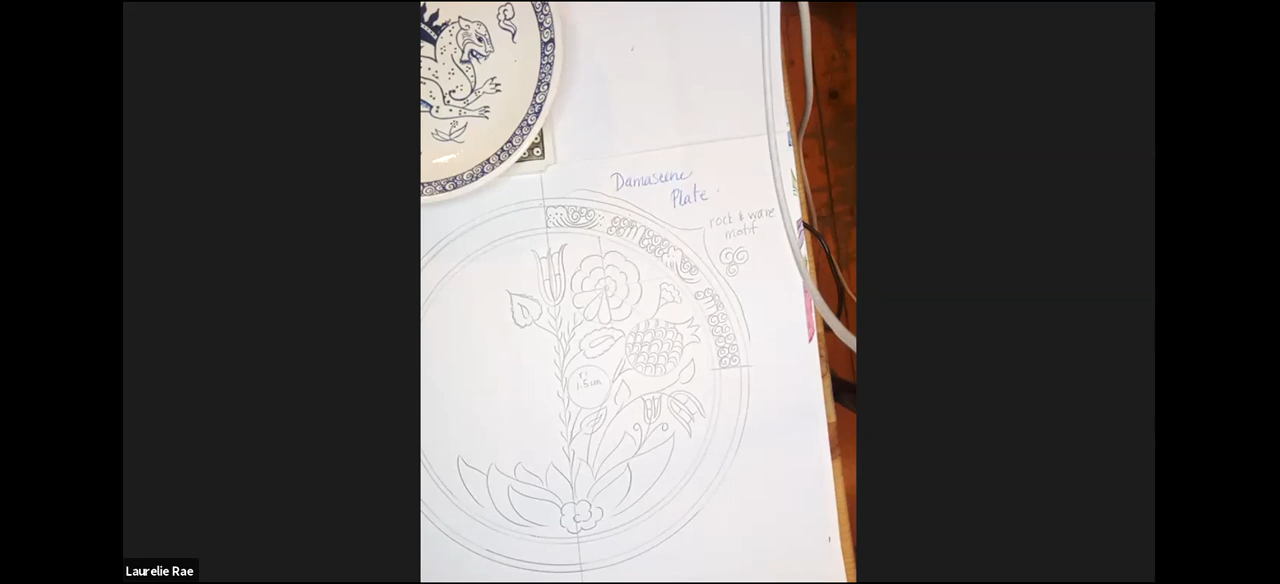 Damascene
Plate
rock & wave
motif
r:
1.5cm
Laurelie Rae